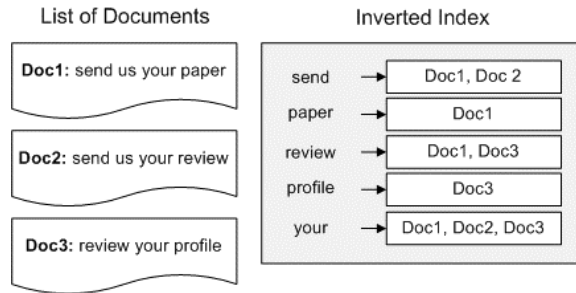 List of Documents
Doc1: send us your paper
Doc2: send us your review
Doc3: review your profile
Inverted Index
send Doc1, Doc 2
paper Doc1
review Doc1, Doc3
profile Doc3
your Doc1, Doc2, Doc3